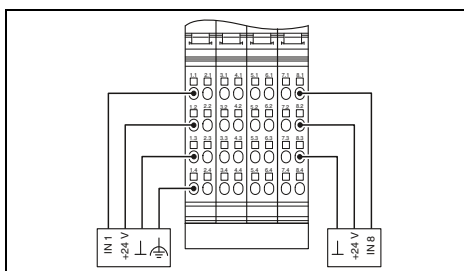 1.1 2.1 3.1 4.1 5.1 6.1 7.1 8.1
1.2 2.2 3.2 4.2 5.2 6.2 7.2 8.2
1.3 2.3 3.3 4.3 5.3 6.3 7.3 8.3
1.4 2.4 3.4 4.4 5.4 6.4 7.4 8.4
IN 1
+24 V
+24 V
IN 8